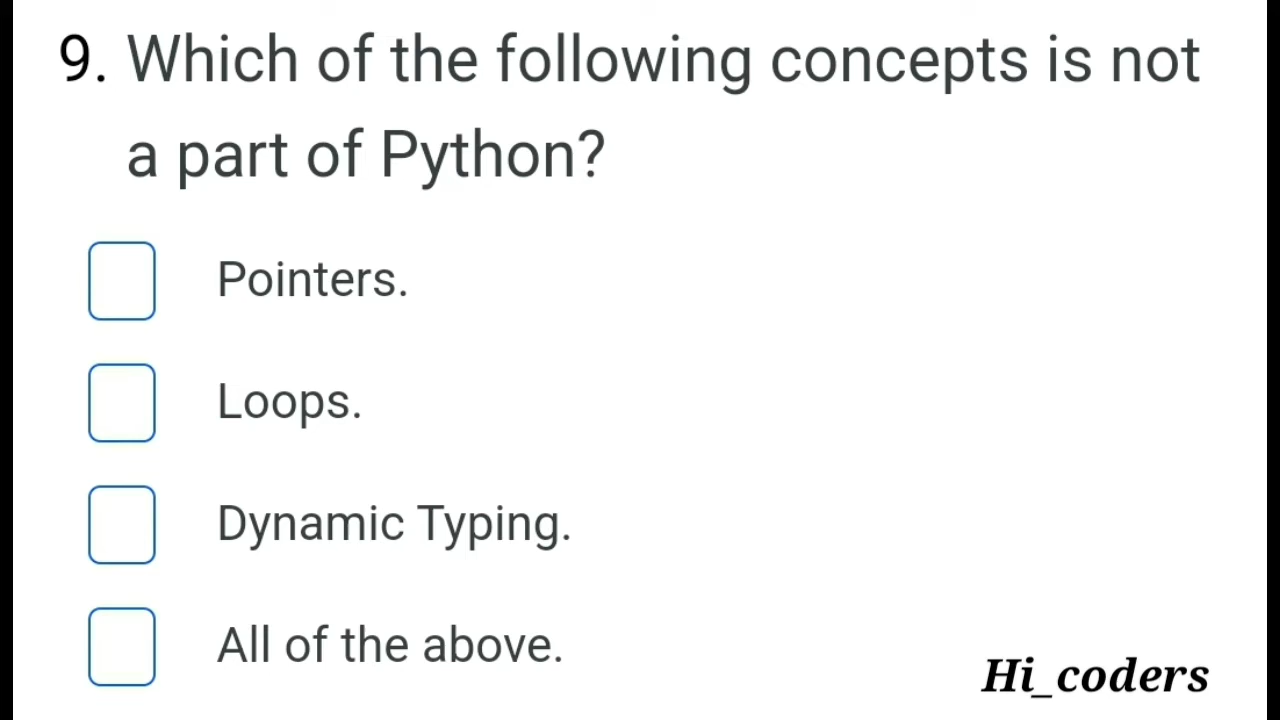 9. Which of the following concepts is not
a part of Python?
Pointers.
Loops.
Dynamic Typing.
All of the above.
Hi_coders